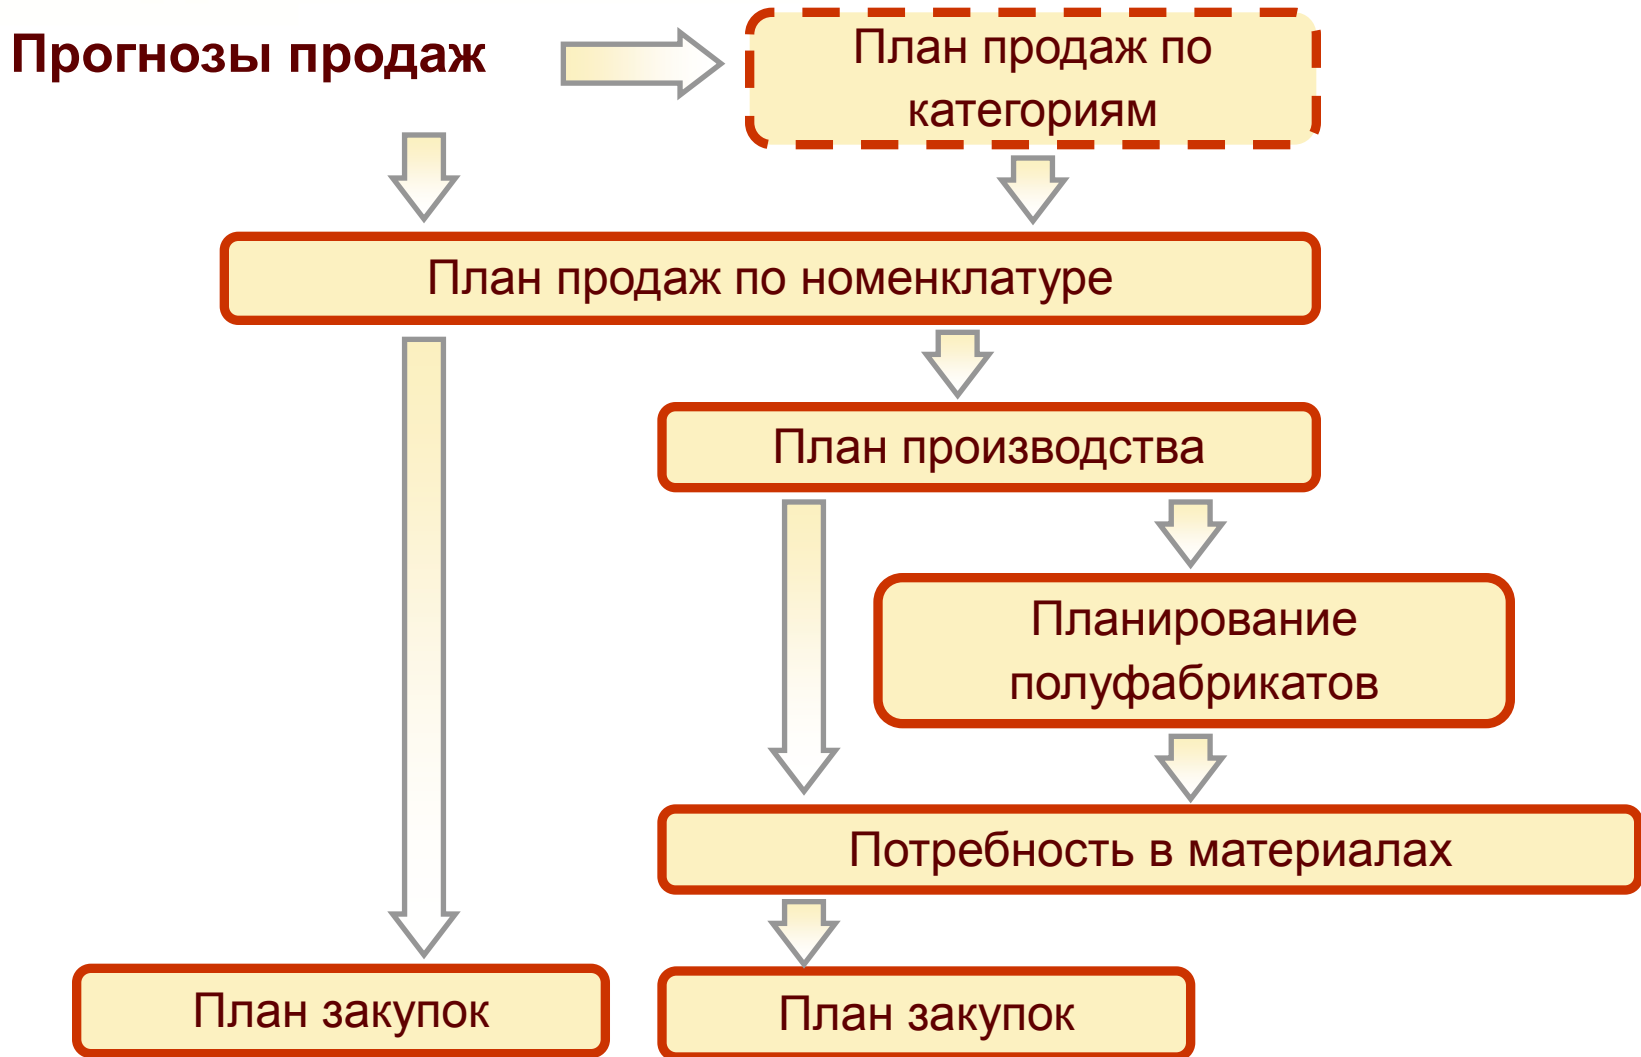 Прогнозы продаж
План продаж по
категориям
План продаж по номенклатуре
План производства
Планирование
полуфабрикатов
Потребность в материалах
План закупок
План закупок